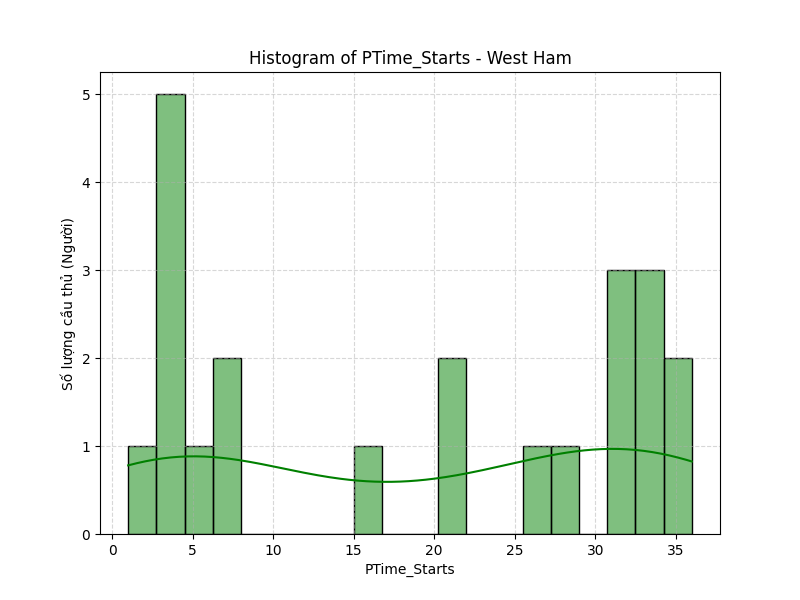 Histogram of PTime_Starts - West Ham
Số lượng cầu thủ (Người)
5
4
3
2
1
0
0 5 10 15 20 25 30 35
PTime_Starts